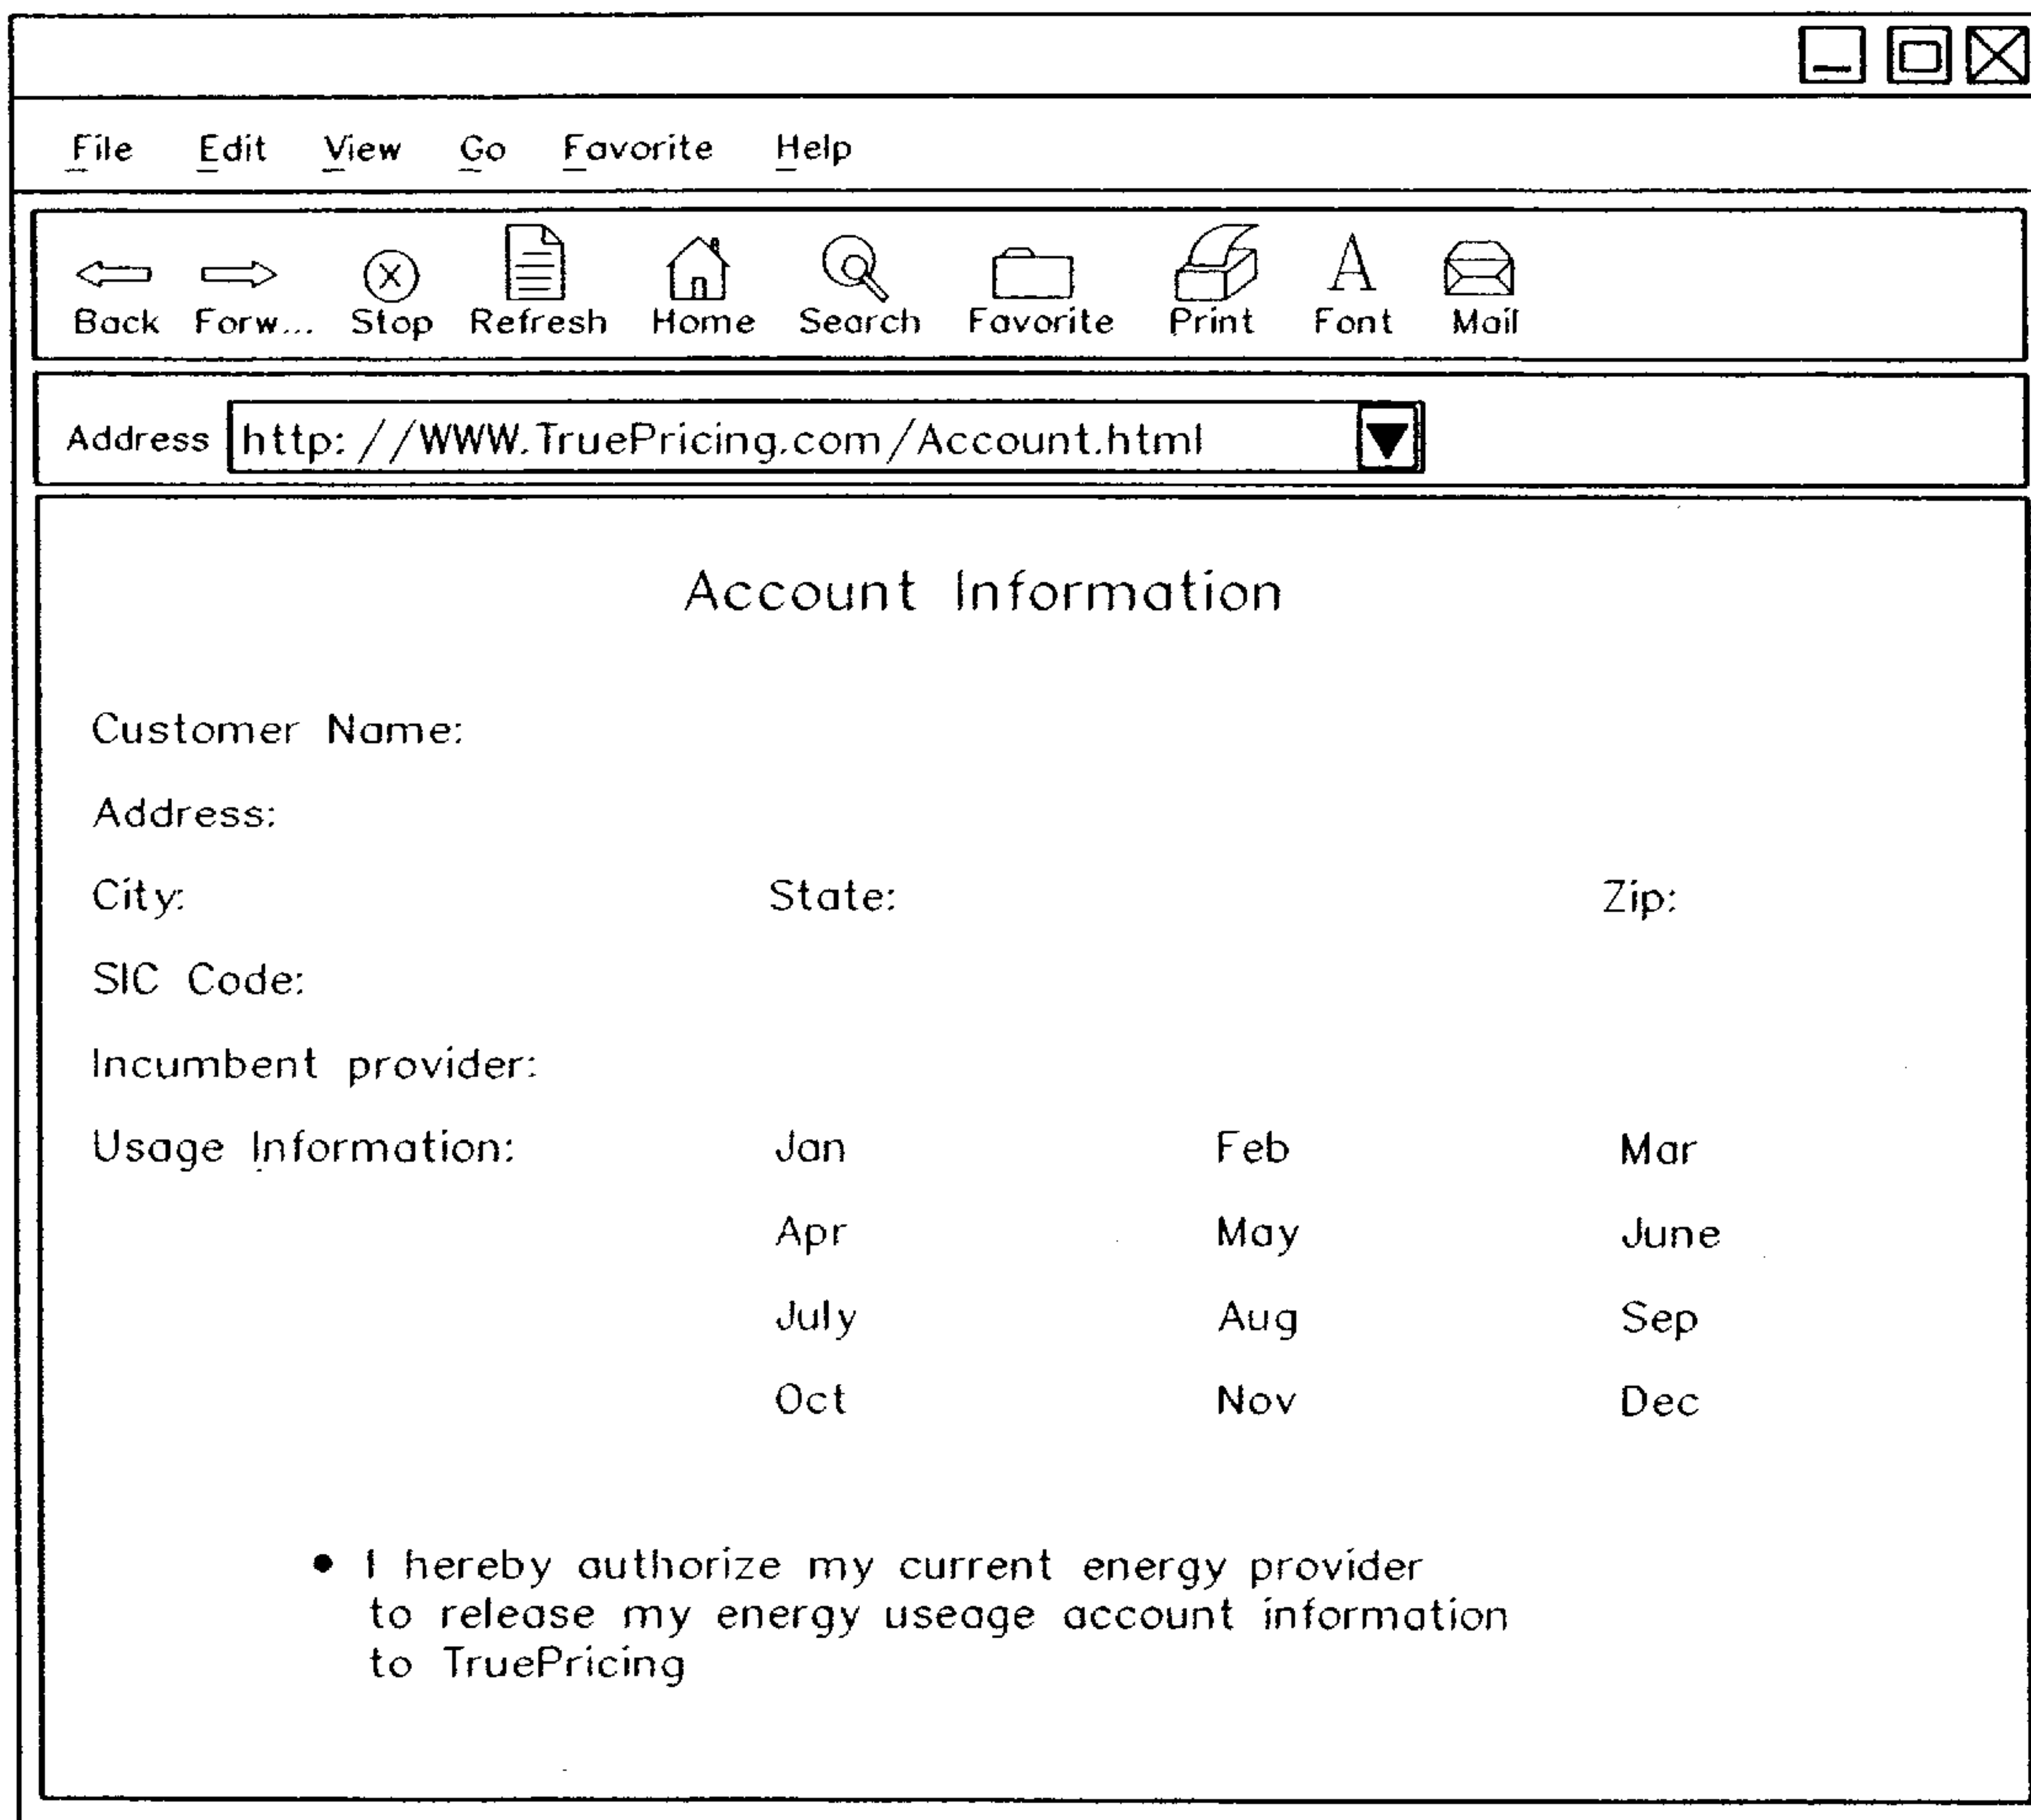 File Edit View Go Favorite Help
Back Forw... Stop Refresh Home Search Favorite Print A Font Mail
Address http://WWW.TruePricing.com/Account.html
Account Information
Customer Name:
Address:
City: State: Zip:
SIC Code:
Incumbent provider:
Usage Information: Jan Feb Mar
Apr May June
July Aug Sep
Oct Nov Dec
• I hereby authorize my current energy provider
to release my energy useage account information
to TruePricing